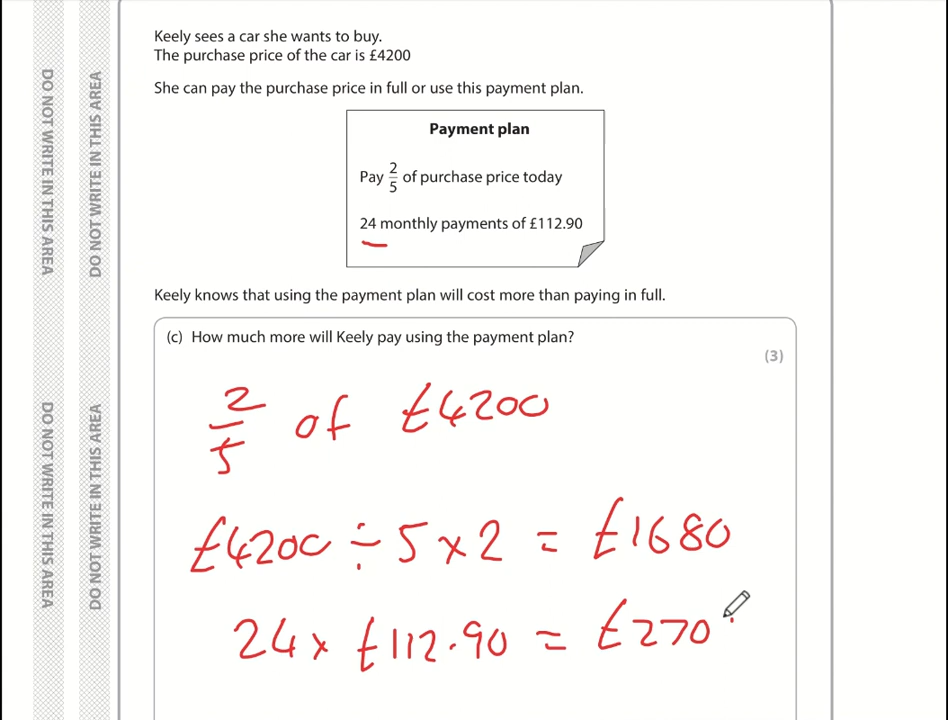 Keely sees a car she wants to buy.
The purchase price of the car is £4200
She can pay the purchase price in full or use this payment plan.
Payment plan
Pay 2/5 of purchase price today
24 monthly payments of £112.90
Keely knows that using the payment plan will cost more than paying in full.
(c) How much more will Keely pay using the payment plan?
(3)
2/5 of £4200
£4200 ÷ 5 × 2 = £1680
24 × £112.90 = £270
DO NOT WRITE IN THIS AREA
DO NOT WRITE IN THIS AREA
DO NOT WRITE IN THIS AREA
DO NOT WRITE IN THIS AREA